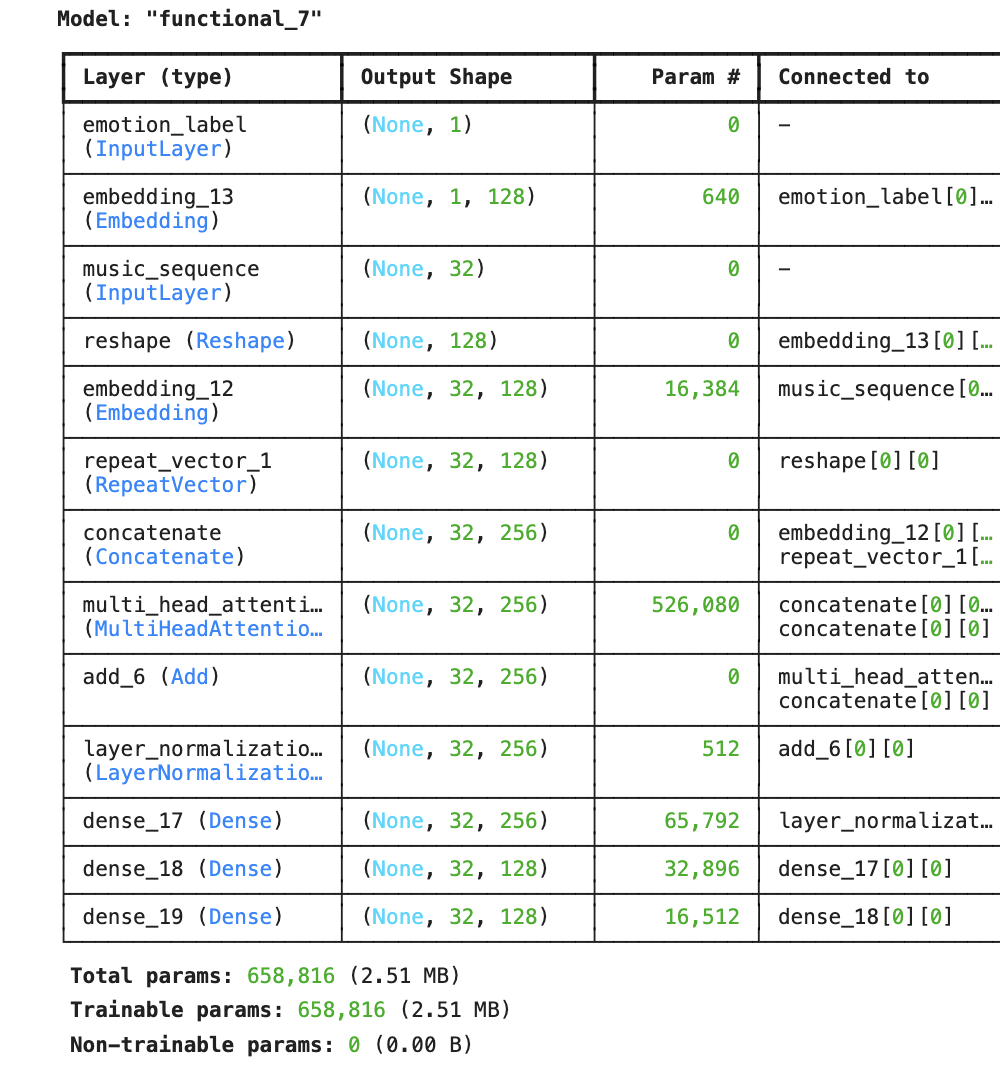 Model: "functional_7"
Layer (type) Output Shape Param # Connected to
emotion_label (None, 1) 0 –
(InputLayer)
embedding_13 (None, 1, 128) 640 emotion_label[0]…
(Embedding)
music_sequence (None, 32) 0 –
(InputLayer)
reshape (Reshape) (None, 128) 0 embedding_13[0][…
embedding_12 (None, 32, 128) 16,384 music_sequence[0…
(Embedding)
repeat_vector_1 (None, 32, 128) 0 reshape[0][0]
(RepeatVector)
concatenate (None, 32, 256) 0 embedding_12[0][…
(Concatenate) repeat_vector_1[…
multi_head_attenti… (None, 32, 256) 526,080 concatenate[0][0…
(MultiHeadAttentio… concatenate[0][0]
add_6 (Add) (None, 32, 256) 0 multi_head_atten…
concatenate[0][0]
layer_normalizatio… (None, 32, 256) 512 add_6[0][0]
(LayerNormalizatio…
dense_17 (Dense) (None, 32, 256) 65,792 layer_normalizat…
dense_18 (Dense) (None, 32, 128) 32,896 dense_17[0][0]
dense_19 (Dense) (None, 32, 128) 16,512 dense_18[0][0]
Total params: 658,816 (2.51 MB)
Trainable params: 658,816 (2.51 MB)
Non-trainable params: 0 (0.00 B)